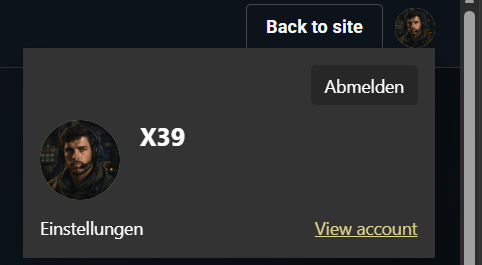 Back to site
Abmelden
X39
Einstellungen
View account